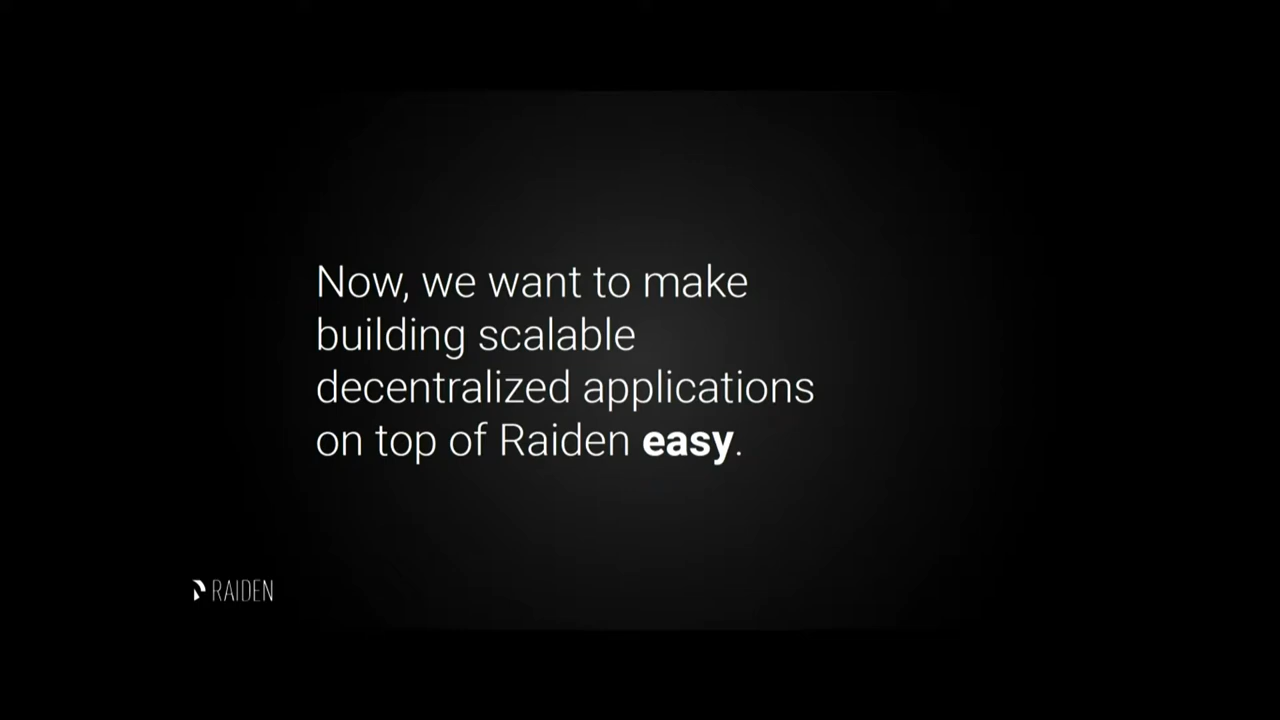 Now, we want to make
building scalable
decentralized applications
on top of Raiden easy.
RAIDEN